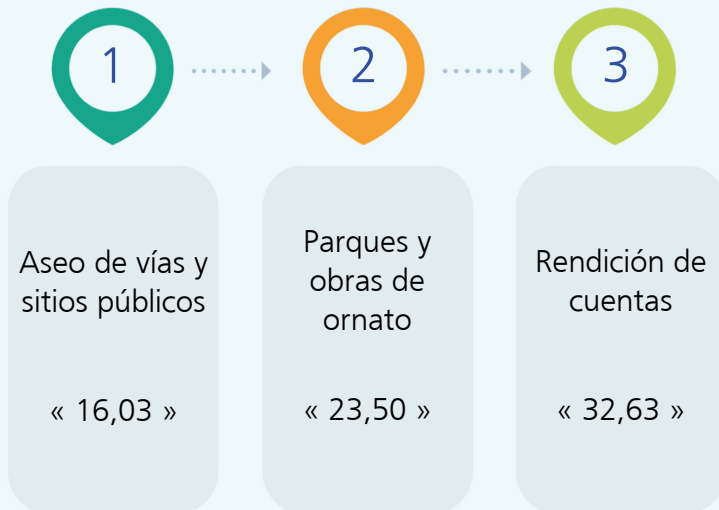 1
2
3
Aseo de vías y
sitios públicos
« 16,03 »
Parques y
obras de
ornato
« 23,50 »
Rendición de
cuentas
« 32,63 »